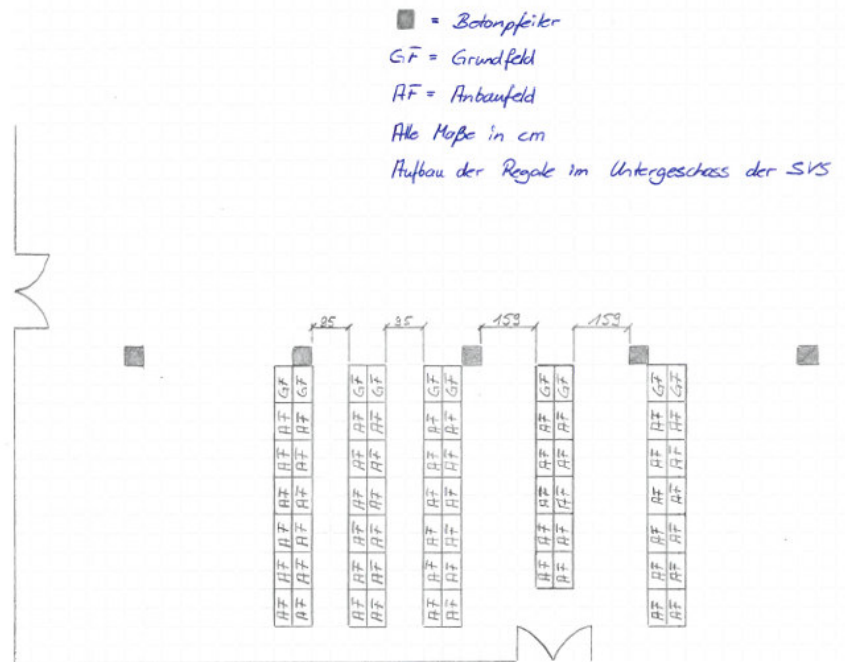 = Betonpfeiler
GF = Grundfeld
AF = Anbaufeld
Alle Maße in cm
Aufbau der Regale im Untergeschoss der SVS
95 95 159 159
GF GF GF GF GF GF GF GF GF GF
AF AF AF AF AF AF AF AF AF AF
AF AF AF AF AF AF AF AF AF AF
AF AF AF AF AF AF AF AF AF AF
AF AF AF AF AF AF AF AF AF AF
AF AF AF AF AF AF AF AF AF AF
AF AF AF AF AF AF AF AF